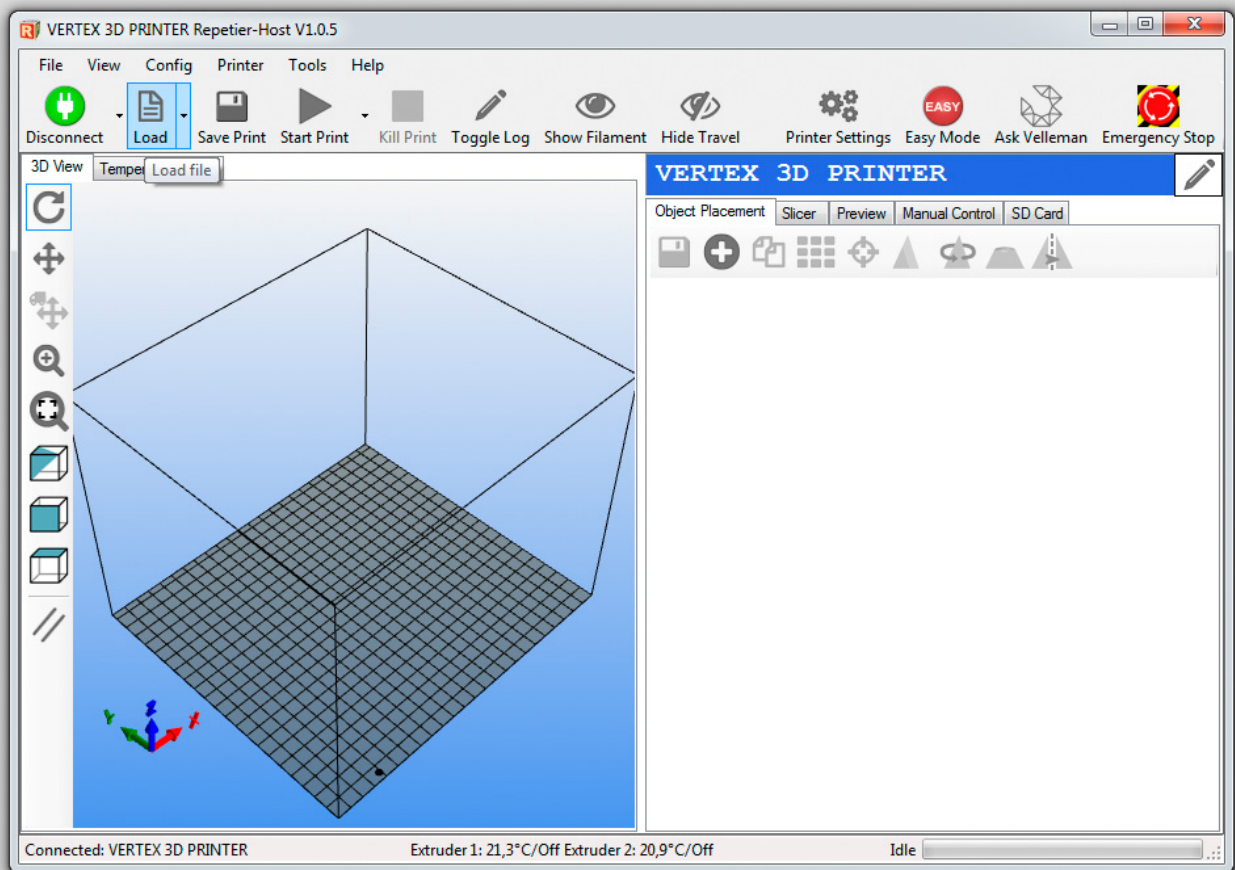 VERTEX 3D PRINTER Repetier-Host V1.0.5
File View Config Printer Tools Help
Disconnect Load Save Print Start Print Kill Print Toggle Log Show Filament Hide Travel Printer Settings Easy Mode Ask Velleman Emergency Stop
EASY
3D View Temper Load file
VERTEX 3D PRINTER
Object Placement Slicer Preview Manual Control SD Card
Y Z X
Connected: VERTEX 3D PRINTER Extruder 1: 21,3°C/Off Extruder 2: 20,9°C/Off Idle